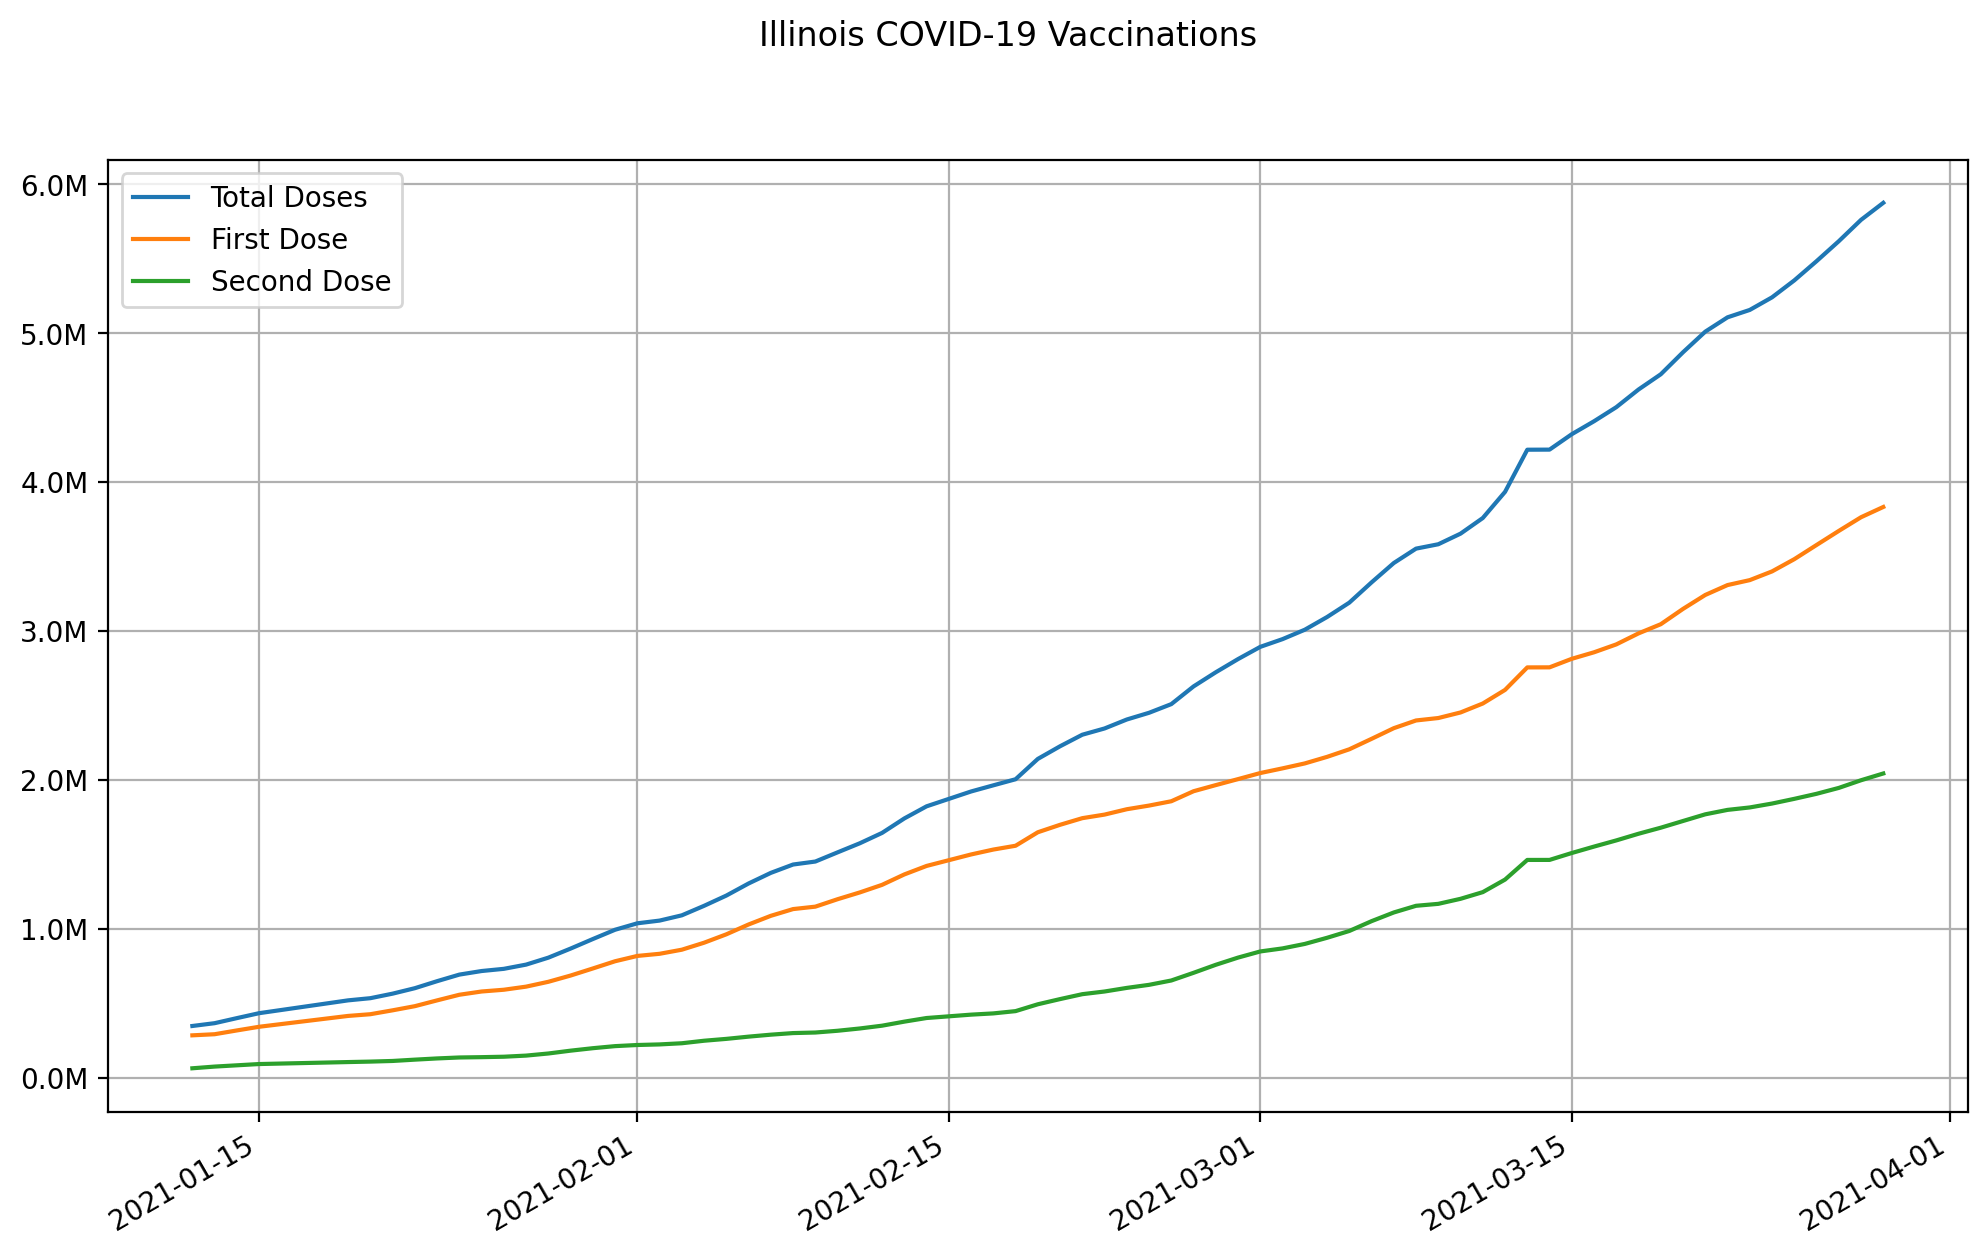 Illinois COVID-19 Vaccinations
6.0M
5.0M
4.0M
3.0M
2.0M
1.0M
0.0M
Total Doses
First Dose
Second Dose
2021-01-15
2021-02-01
2021-02-15
2021-03-01
2021-03-15
2021-04-01